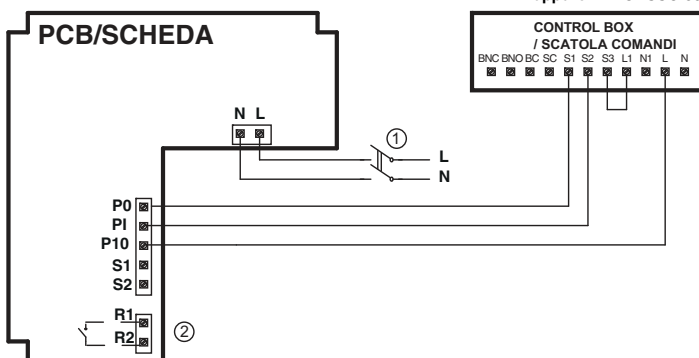 PCB/SCHEDA
CONTROL BOX
/ SCATOLA COMANDI
BNC BNO BC SC S1 S2 S3 L1 N1 L N
N L
1
L
N
P0
PI
P10
S1
S2
R1
R2
2